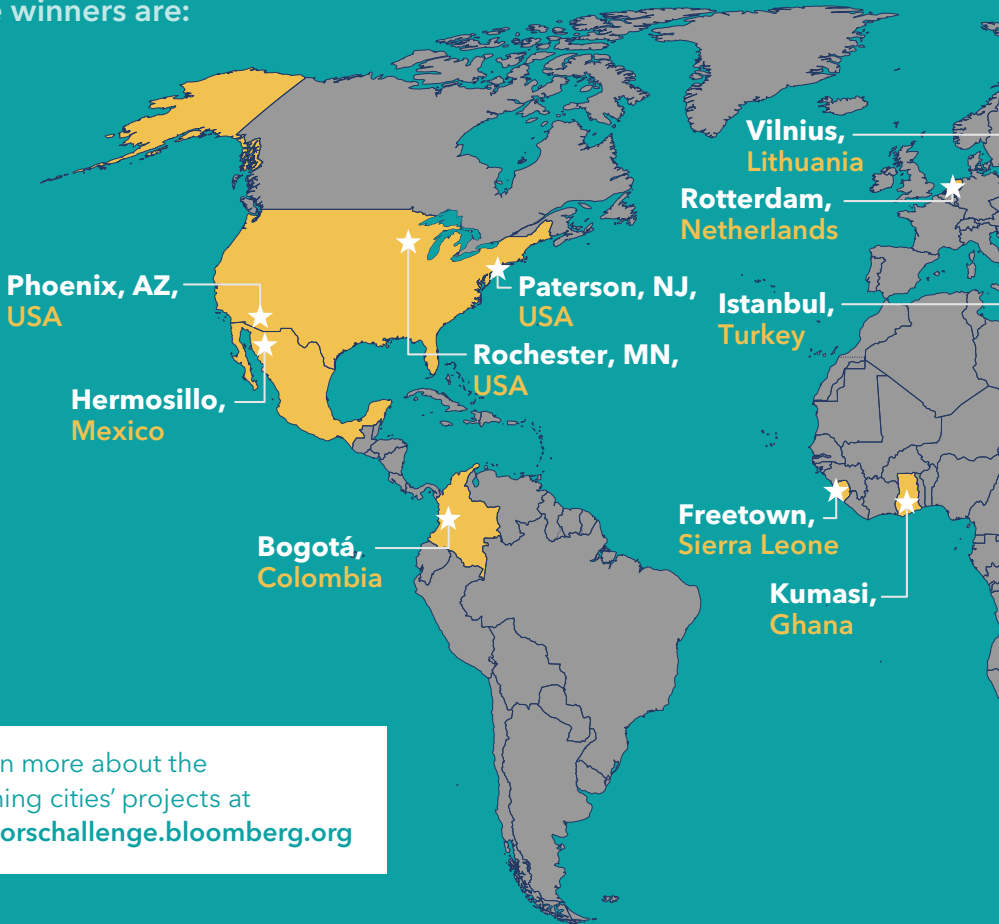 winners are:
Vilnius,
Lithuania
Rotterdam,
Netherlands
Phoenix, AZ,
USA
Paterson, NJ,
USA
Istanbul,
Turkey
Rochester, MN,
USA
Hermosillo,
Mexico
Freetown,
Sierra Leone
Bogotá,
Colombia
Kumasi,
Ghana
n more about the
ning cities’ projects at
orschallenge.bloomberg.org